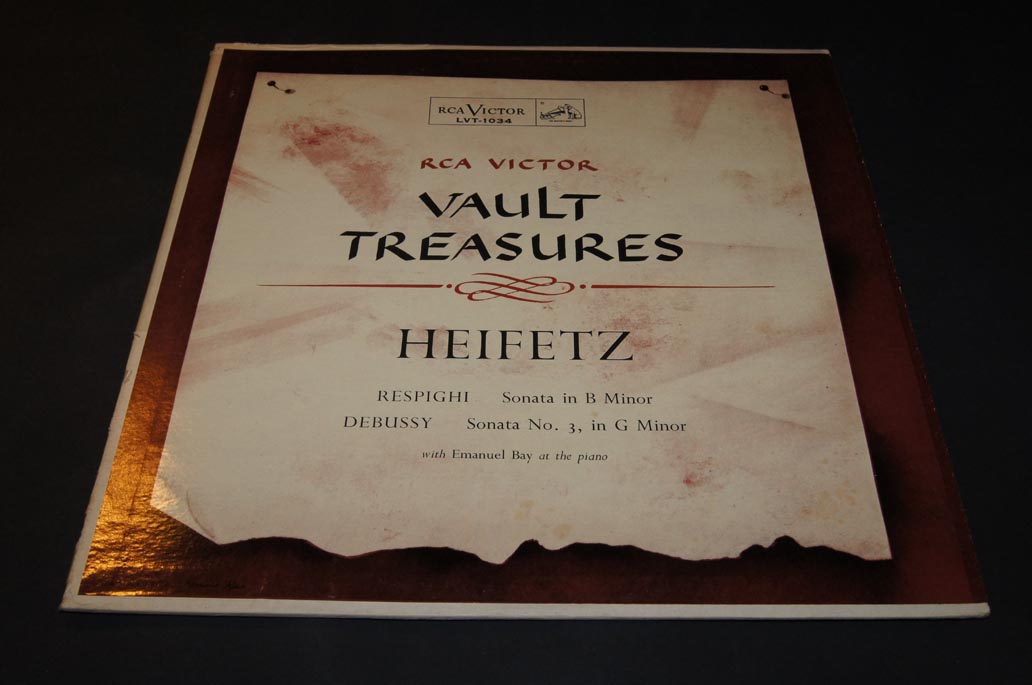 RCA VICTOR
LVT-1034
RCA VICTOR
VAULT
TREASURES
HEIFETZ
RESPIGHI Sonata in B Minor
DEBUSSY Sonata No. 3, in G Minor
with Emanuel Bay at the piano